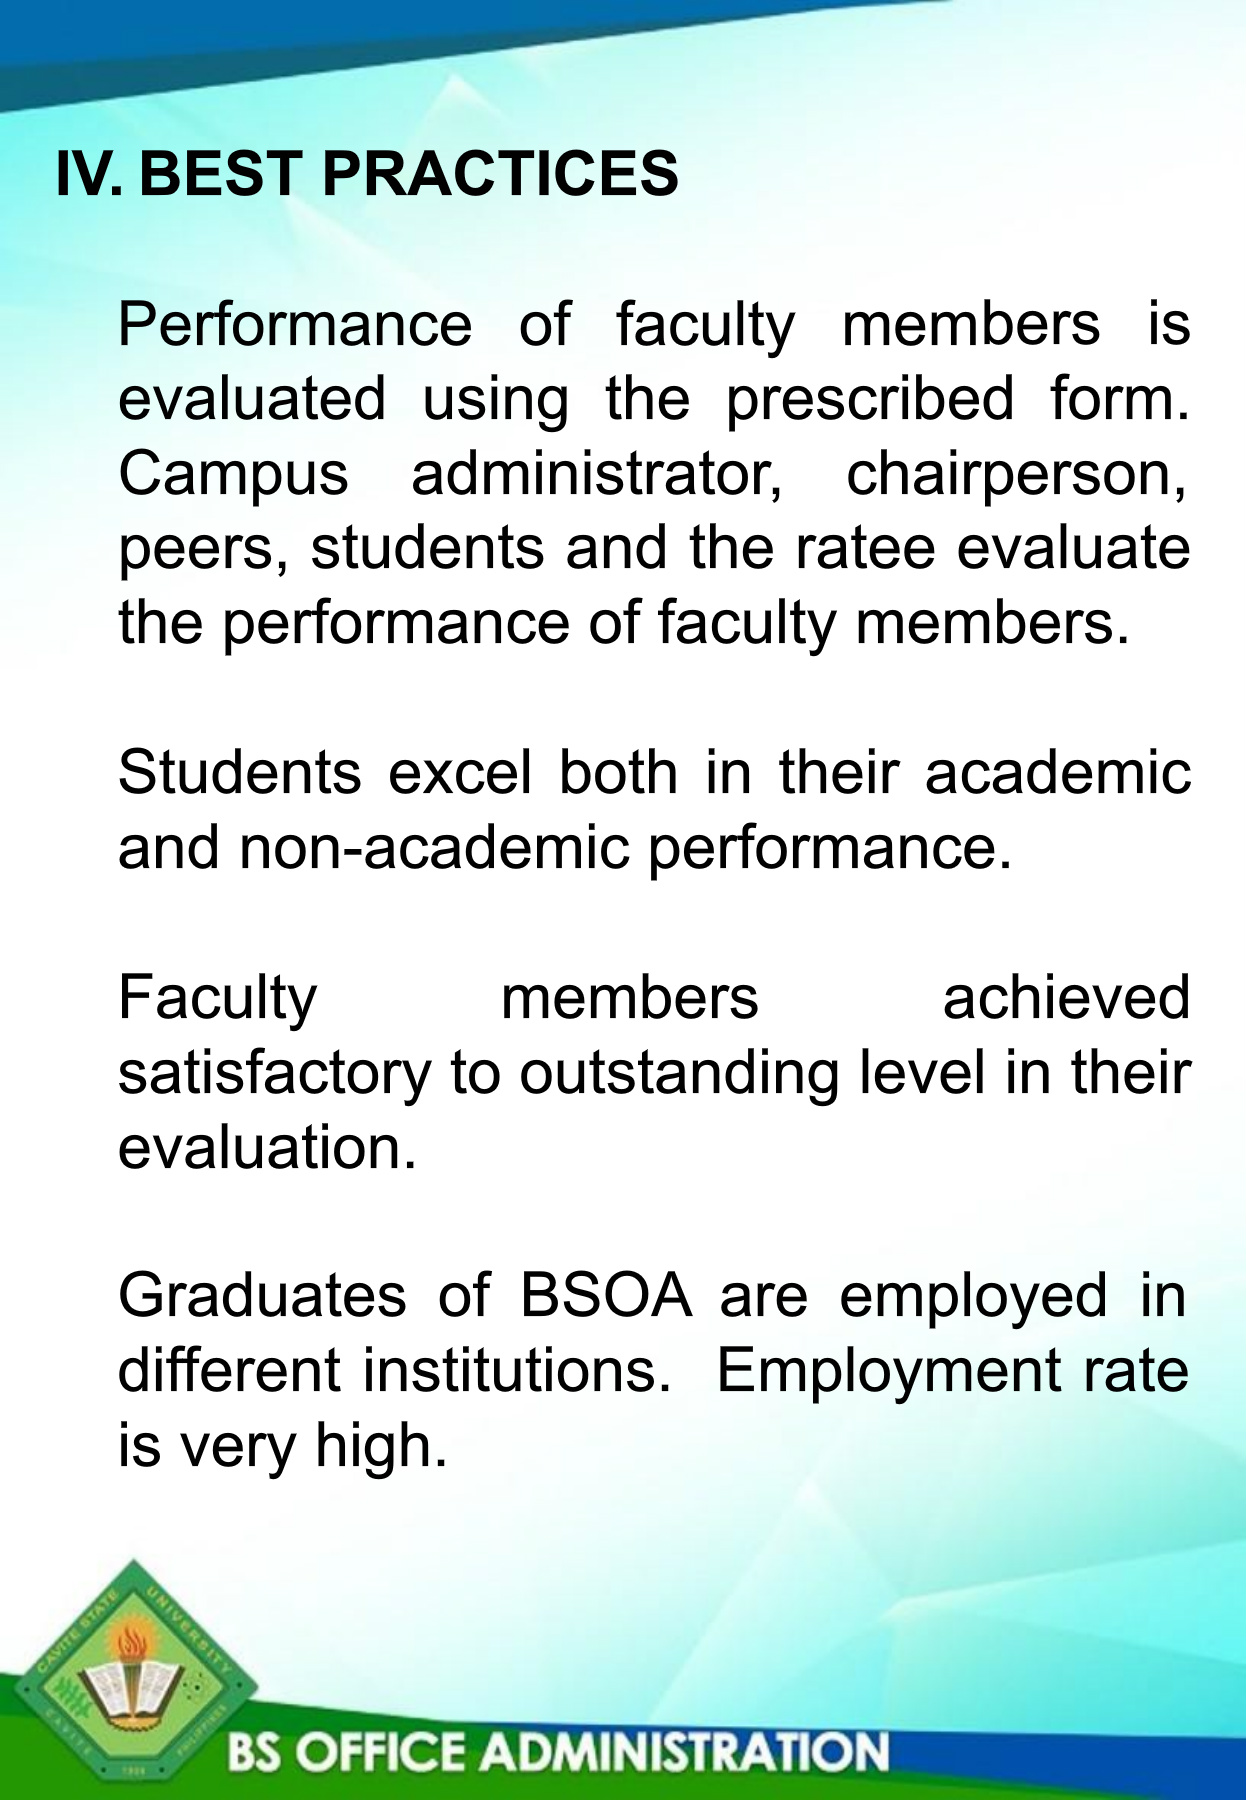 IV. BEST PRACTICES
Performance of faculty members is
evaluated using the prescribed form.
Campus administrator, chairperson,
peers, students and the ratee evaluate
the performance of faculty members.
Students excel both in their academic
and non-academic performance.
Faculty members achieved
satisfactory to outstanding level in their
evaluation.
Graduates of BSOA are employed in
different institutions. Employment rate
is very high.
CAVITE STATE UNIVERSITY
CAVITE PHILIPPINES
1906
BS OFFICE ADMINISTRATION